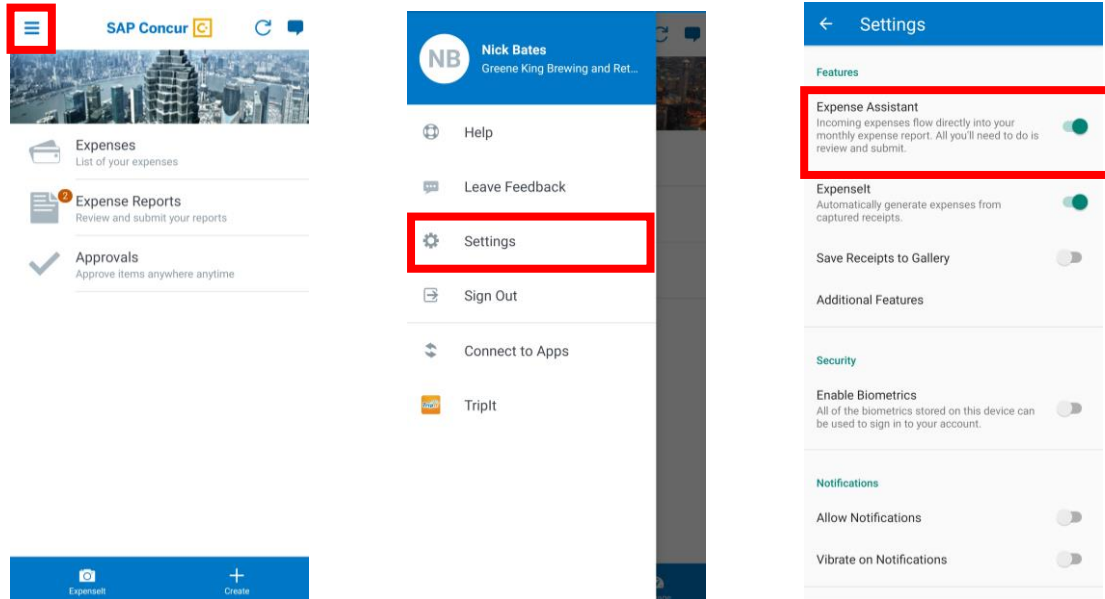 SAP Concur C
Expenses
List of your expenses
2
Expense Reports
Review and submit your reports
Approvals
Approve items anywhere anytime
ExpenseIt
Create
NB
Nick Bates
Greene King Brewing and Ret...
Help
Leave Feedback
Settings
Sign Out
Connect to Apps
TripIt
Settings
Features
Expense Assistant
Incoming expenses flow directly into your
monthly expense report. All you'll need to do is
review and submit.
ExpenseIt
Automatically generate expenses from
captured receipts.
Save Receipts to Gallery
Additional Features
Security
Enable Biometrics
All of the biometrics stored on this device can
be used to sign in to your account.
Notifications
Allow Notifications
Vibrate on Notifications